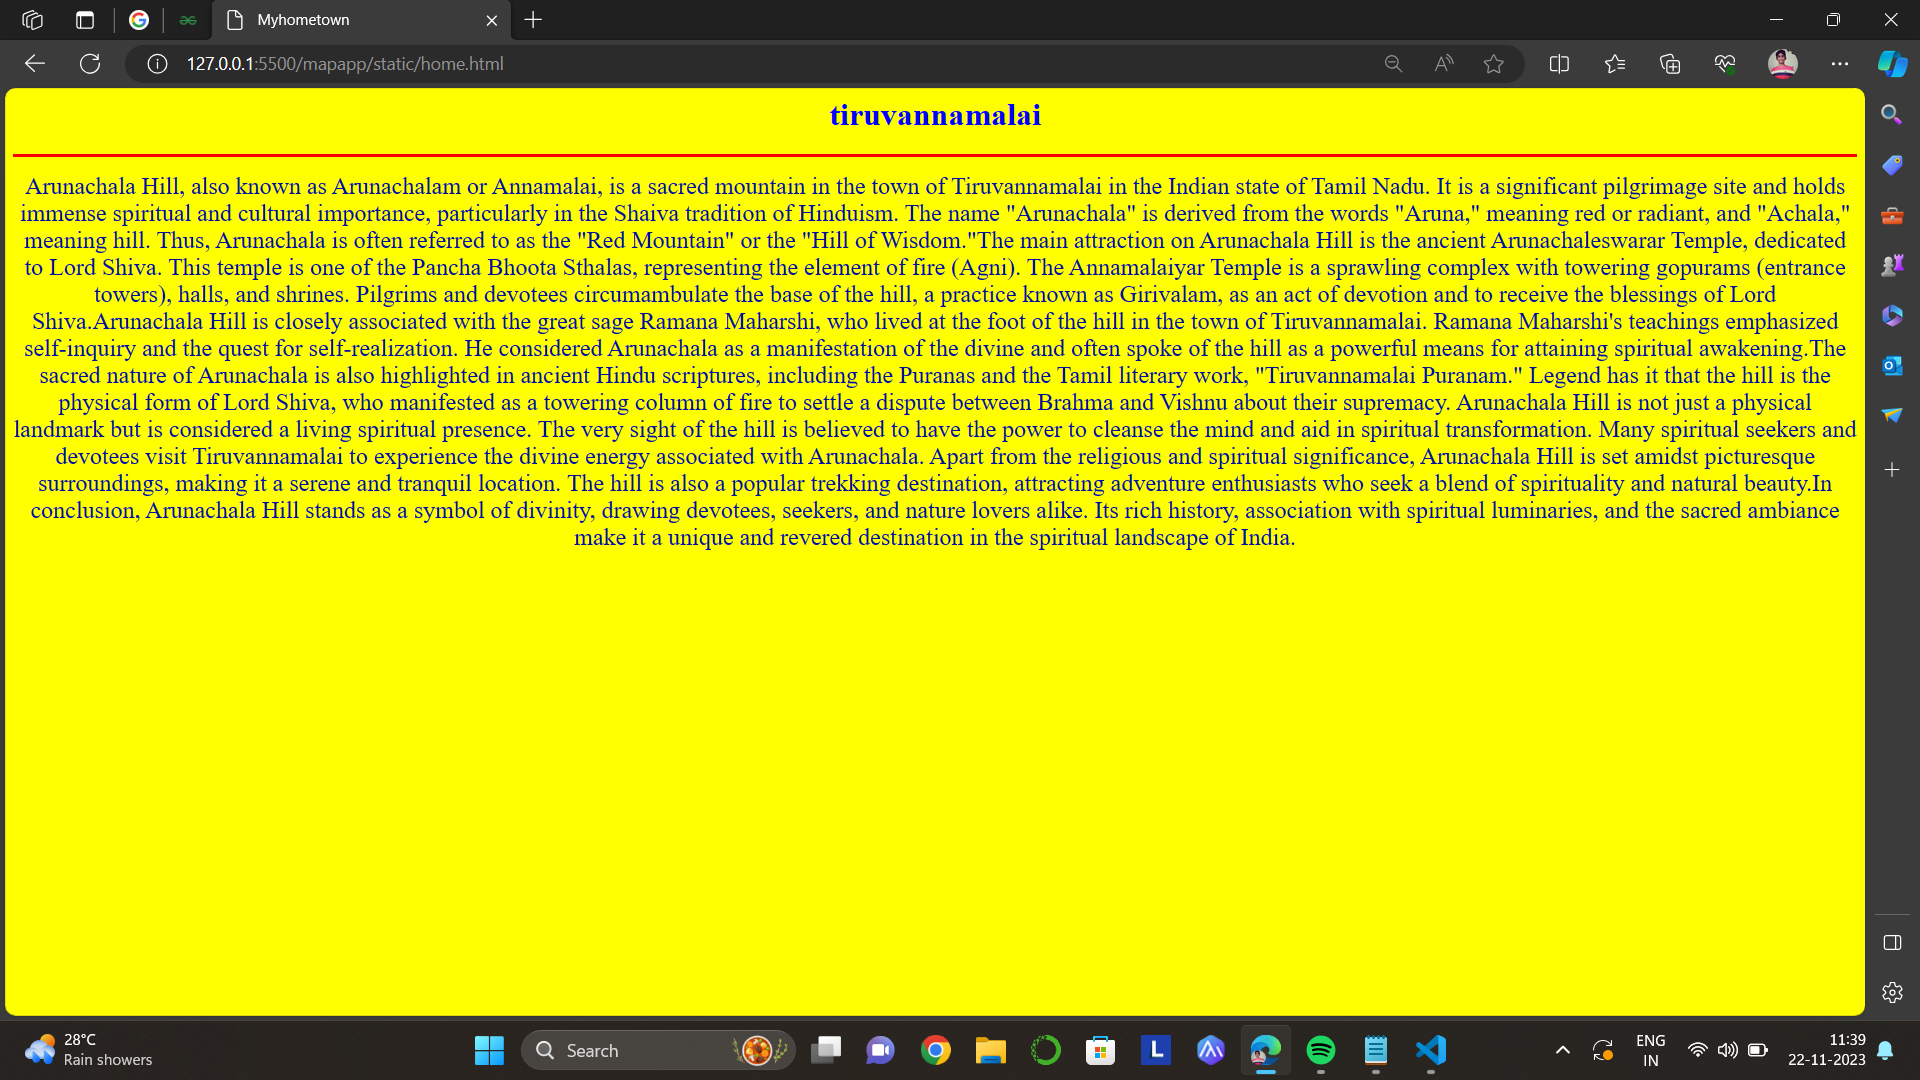 Myhometown
127.0.0.1:5500/mapapp/static/home.html
tiruvannamalai
Arunachala Hill, also known as Arunachalam or Annamalai, is a sacred mountain in the town of Tiruvannamalai in the Indian state of Tamil Nadu. It is a significant pilgrimage site and holds
immense spiritual and cultural importance, particularly in the Shaiva tradition of Hinduism. The name "Arunachala" is derived from the words "Aruna," meaning red or radiant, and "Achala,"
meaning hill. Thus, Arunachala is often referred to as the "Red Mountain" or the "Hill of Wisdom."The main attraction on Arunachala Hill is the ancient Arunachaleswarar Temple, dedicated
to Lord Shiva. This temple is one of the Pancha Bhoota Sthalas, representing the element of fire (Agni). The Annamalaiyar Temple is a sprawling complex with towering gopurams (entrance
towers), halls, and shrines. Pilgrims and devotees circumambulate the base of the hill, a practice known as Girivalam, as an act of devotion and to receive the blessings of Lord
Shiva.Arunachala Hill is closely associated with the great sage Ramana Maharshi, who lived at the foot of the hill in the town of Tiruvannamalai. Ramana Maharshi's teachings emphasized
self-inquiry and the quest for self-realization. He considered Arunachala as a manifestation of the divine and often spoke of the hill as a powerful means for attaining spiritual awakening.The
sacred nature of Arunachala is also highlighted in ancient Hindu scriptures, including the Puranas and the Tamil literary work, "Tiruvannamalai Puranam." Legend has it that the hill is the
physical form of Lord Shiva, who manifested as a towering column of fire to settle a dispute between Brahma and Vishnu about their supremacy. Arunachala Hill is not just a physical
landmark but is considered a living spiritual presence. The very sight of the hill is believed to have the power to cleanse the mind and aid in spiritual transformation. Many spiritual seekers and
devotees visit Tiruvannamalai to experience the divine energy associated with Arunachala. Apart from the religious and spiritual significance, Arunachala Hill is set amidst picturesque
surroundings, making it a serene and tranquil location. The hill is also a popular trekking destination, attracting adventure enthusiasts who seek a blend of spirituality and natural beauty.In
conclusion, Arunachala Hill stands as a symbol of divinity, drawing devotees, seekers, and nature lovers alike. Its rich history, association with spiritual luminaries, and the sacred ambiance
make it a unique and revered destination in the spiritual landscape of India.
28°C
Rain showers
Search
L
ENG
IN
11:39
22-11-2023